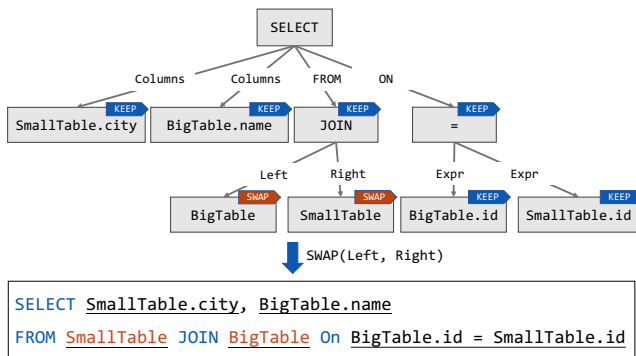 SELECT
Columns Columns FROM ON
KEEP KEEP KEEP KEEP
SmallTable.city BigTable.name JOIN =
Left Right Expr Expr
SWAP SWAP KEEP KEEP
BigTable SmallTable BigTable.id SmallTable.id
SWAP(Left, Right)
SELECT SmallTable.city, BigTable.name
FROM SmallTable JOIN BigTable On BigTable.id = SmallTable.id